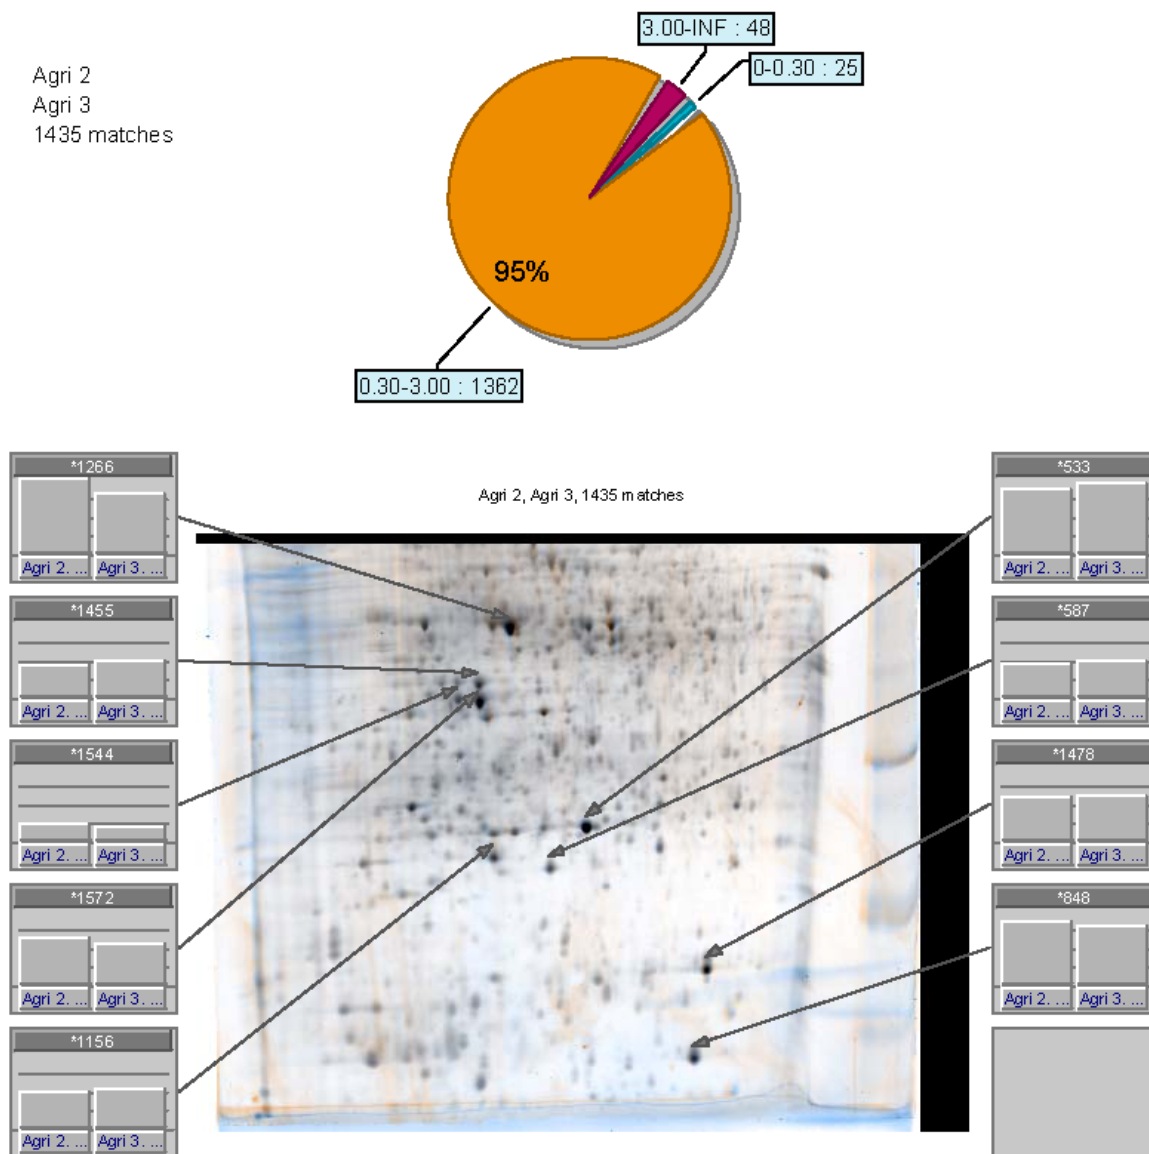 3.00-INF : 48
0-0.30 : 25
Agri 2
Agri 3
1435 matches
95%
0.30-3.00 : 1362
Agri 2, Agri 3, 1435 matches
*1266
Agri 2. ... Agri 3. ...
*1455
Agri 2. ... Agri 3. ...
*1544
Agri 2. ... Agri 3. ...
*1572
Agri 2. ... Agri 3. ...
*1156
Agri 2. ... Agri 3. ...
*533
Agri 2. ... Agri 3. ...
*587
Agri 2. ... Agri 3. ...
*1478
Agri 2. ... Agri 3. ...
*848
Agri 2. ... Agri 3. ...